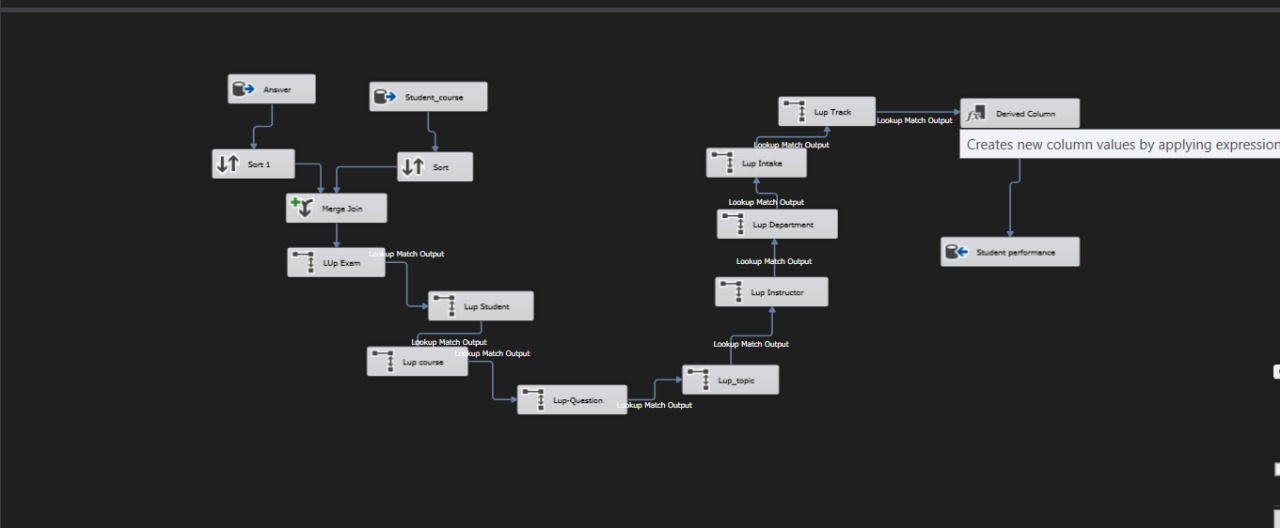 Answer
Student_course
Sort 1
Sort
Merge Join
LUp Exam
Lookup Match Output
Lup Student
Lookup Match Output
Lup course
Lookup Match Output
Lup-Question
Lookup Match Output
Lup_topic
Lookup Match Output
Lup Instructor
Lookup Match Output
Lup Department
Lookup Match Output
Lup Intake
Lookup Match Output
Lup Track
Lookup Match Output
Derived Column
Creates new column values by applying expression
Student performance